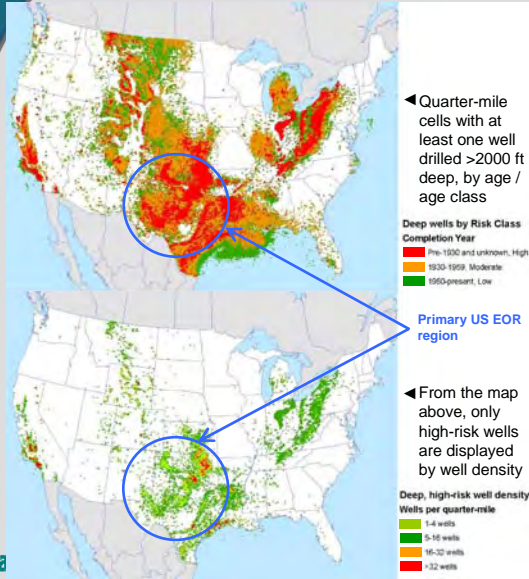 ◄ Quarter-mile
cells with at
least one well
drilled >2000 ft
deep, by age /
age class
Deep wells by Risk Class
Completion Year
Pre-1930 and unknown, High
1930-1959, Moderate
1960-present, Low
Primary US EOR
region
◄ From the map
above, only
high-risk wells
are displayed
by well density
Deep, high-risk well density
Wells per quarter-mile
1-4 wells
5-16 wells
16-32 wells
>32 wells